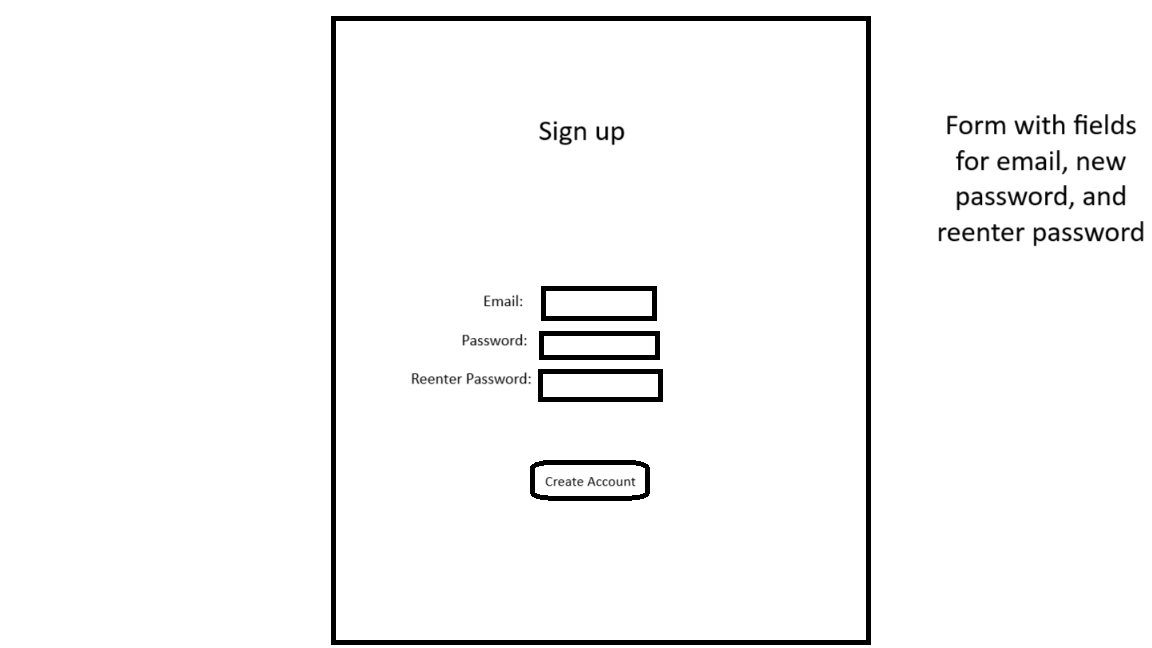 Sign up
Email:
Password:
Reenter Password:
Create Account
Form with fields
for email, new
password, and
reenter password